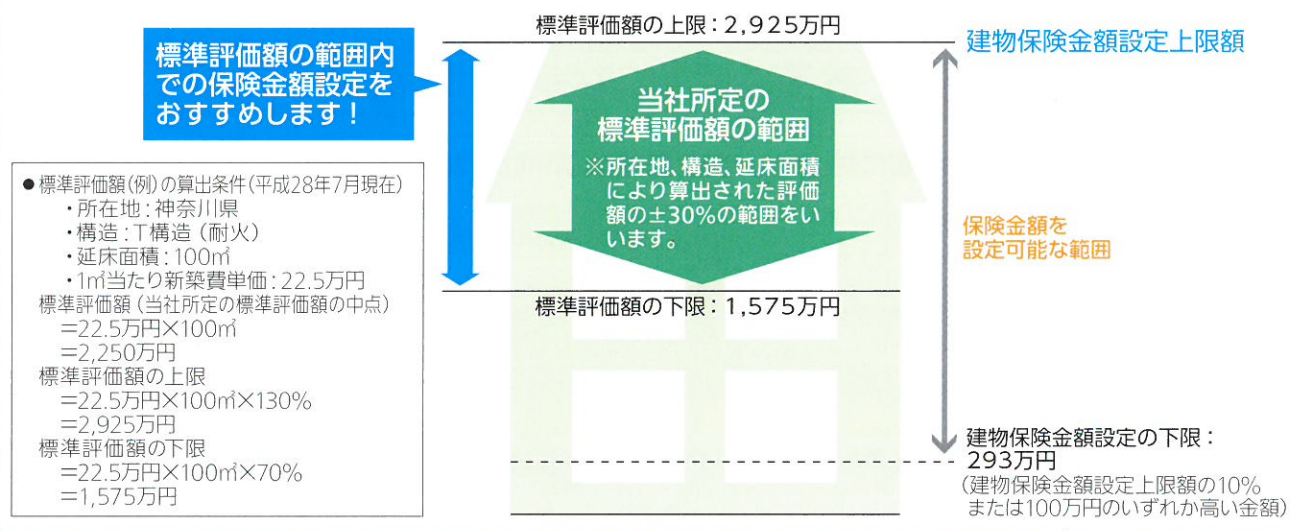 標準評価額の上限：2,925万円
標準評価額の範囲内
での保険金額設定を
おすすめします！
建物保険金額設定上限額
当社所定の
標準評価額の範囲
※所在地、構造、延床面積
により算出された評価
額の±30%の範囲をい
います。
●標準評価額（例）の算出条件（平成28年7月現在）
・所在地：神奈川県
・構造：T構造（耐火）
・延床面積：100㎡
・1㎡当たり新築費単価：22.5万円
標準評価額（当社所定の標準評価額の中点）
＝22.5万円×100㎡
＝2,250万円
標準評価額の上限
＝22.5万円×100㎡×130%
＝2,925万円
標準評価額の下限
＝22.5万円×100㎡×70%
＝1,575万円
保険金額を
設定可能な範囲
標準評価額の下限：1,575万円
建物保険金額設定の下限：
293万円
（建物保険金額設定上限額の10%
または100万円のいずれか高い金額）